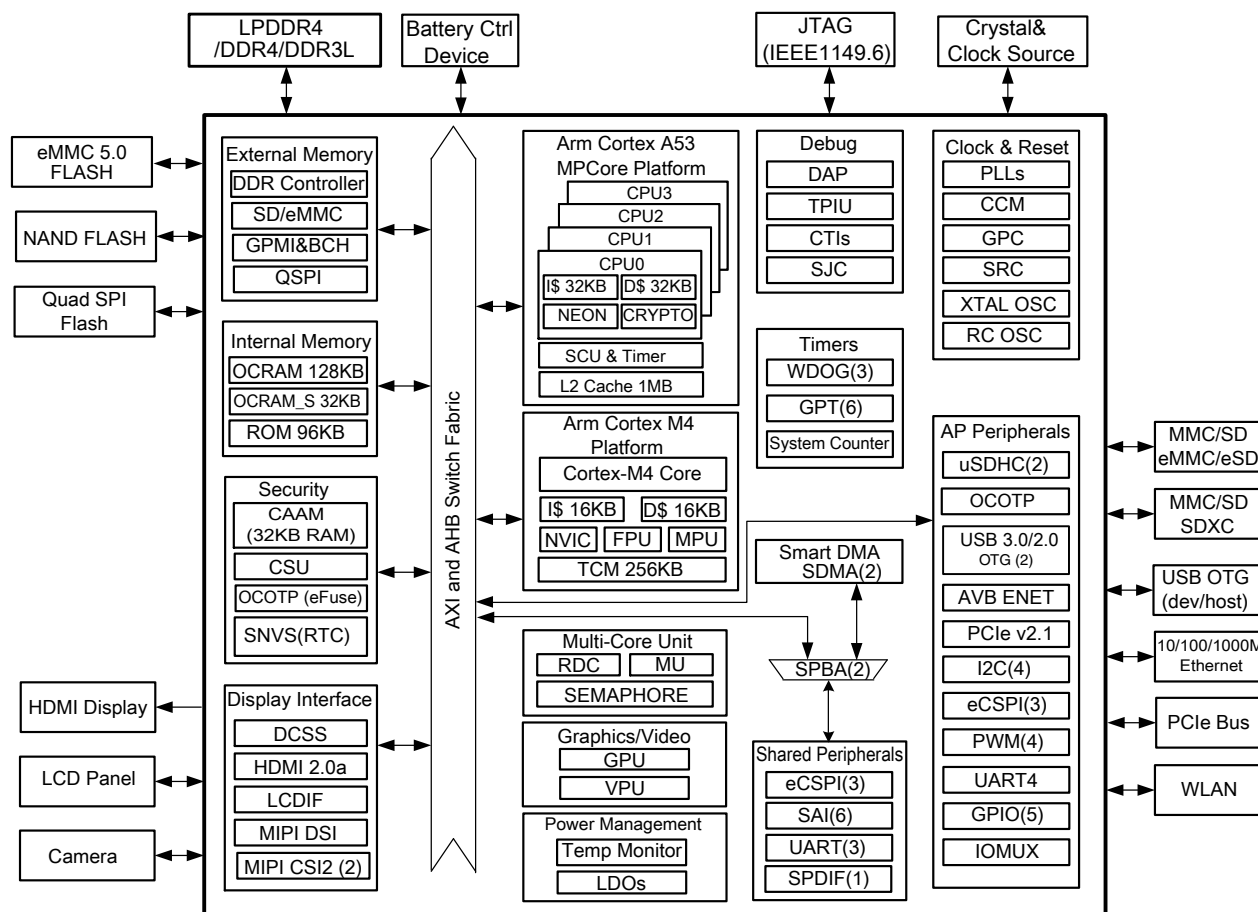 LPDDR4
/DDR4/DDR3L
Battery Ctrl
Device
JTAG
(IEEE1149.6)
Crystal&
Clock Source
eMMC 5.0
FLASH
NAND FLASH
Quad SPI
Flash
HDMI Display
LCD Panel
Camera
External Memory
DDR Controller
SD/eMMC
GPMI&BCH
QSPI
Internal Memory
OCRAM 128KB
OCRAM_S 32KB
ROM 96KB
Security
CAAM
(32KB RAM)
CSU
OCOTP (eFuse)
SNVS(RTC)
Display Interface
DCSS
HDMI 2.0a
LCDIF
MIPI DSI
MIPI CSI2 (2)
AXI and AHB Switch Fabric
Arm Cortex A53
MPCore Platform
CPU3
CPU2
CPU1
CPU0
I$ 32KB
D$ 32KB
NEON
CRYPTO
SCU & Timer
L2 Cache 1MB
Arm Cortex M4
Platform
Cortex-M4 Core
I$ 16KB
D$ 16KB
NVIC
FPU
MPU
TCM 256KB
Multi-Core Unit
RDC
MU
SEMAPHORE
Graphics/Video
GPU
VPU
Power Management
Temp Monitor
LDOs
Debug
DAP
TPIU
CTIs
SJC
Timers
WDOG(3)
GPT(6)
System Counter
Smart DMA
SDMA(2)
SPBA(2)
Shared Peripherals
eCSPI(3)
SAI(6)
UART(3)
SPDIF(1)
Clock & Reset
PLLs
CCM
GPC
SRC
XTAL OSC
RC OSC
AP Peripherals
uSDHC(2)
OCOTP
USB 3.0/2.0
OTG (2)
AVB ENET
PCIe v2.1
I2C(4)
eCSPI(3)
PWM(4)
UART4
GPIO(5)
IOMUX
MMC/SD
eMMC/eSD
MMC/SD
SDXC
USB OTG
(dev/host)
10/100/1000M
Ethernet
PCIe Bus
WLAN